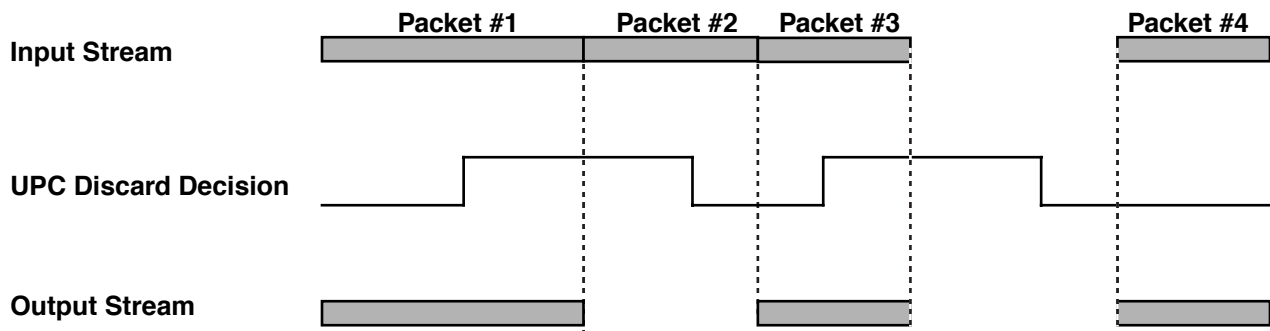 Packet #1 Packet #2 Packet #3 Packet #4
Input Stream
UPC Discard Decision
Output Stream